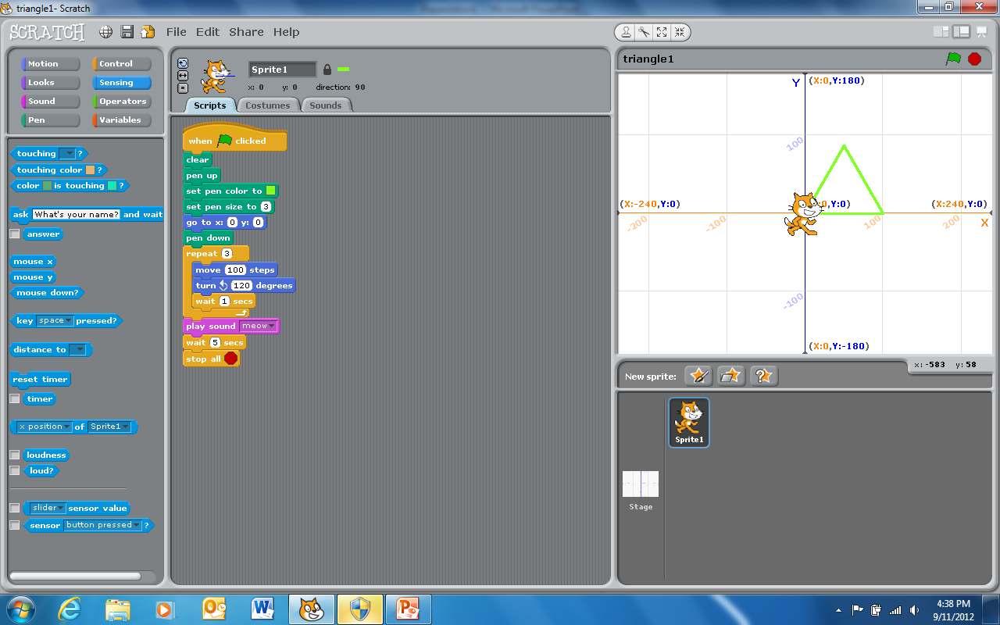 triangle1- Scratch
SCRATCH File Edit Share Help
Motion Control
Looks Sensing
Sound Operators
Pen Variables
touching ?
touching color ?
color is touching ?
ask What's your name? and wait
answer
mouse x
mouse y
mouse down?
key space pressed?
distance to
reset timer
timer
x position of Sprite1
loudness
loud?
slider sensor value
sensor button pressed ?
Sprite1
x: 0 y: 0 direction: 90
Scripts Costumes Sounds
when clicked
clear
pen up
set pen color to
set pen size to 3
go to x: 0 y: 0
pen down
repeat 3
move 100 steps
turn 120 degrees
wait 1 secs
play sound meow
wait 5 secs
stop all
triangle1
Y (X:0,Y:180)
100
(X:-240,Y:0) 0,Y:0) (X:240,Y:0)
-200 -100 100 200 X
-100
(X:0,Y:-180)
x: -583 y: 58
New sprite:
Sprite1
Stage
4:38 PM
9/11/2012